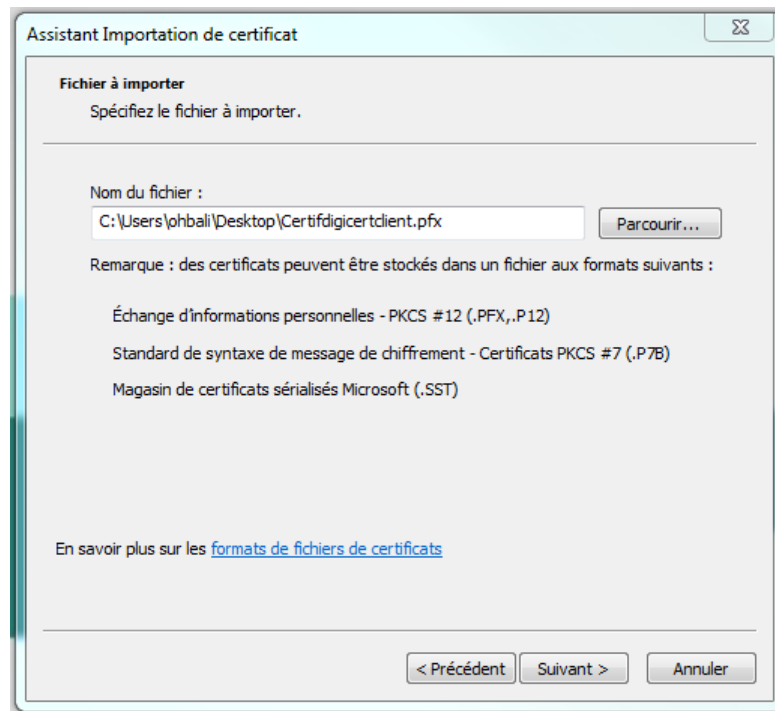 Assistant Importation de certificat
Fichier à importer
Spécifiez le fichier à importer.
Nom du fichier :
C:\Users\ohbali\Desktop\Certifdigicertclient.pfx
Parcourir...
Remarque : des certificats peuvent être stockés dans un fichier aux formats suivants :
Échange d'informations personnelles - PKCS #12 (.PFX,.P12)
Standard de syntaxe de message de chiffrement - Certificats PKCS #7 (.P7B)
Magasin de certificats sérialisés Microsoft (.SST)
En savoir plus sur les formats de fichiers de certificats
< Précédent Suivant > Annuler